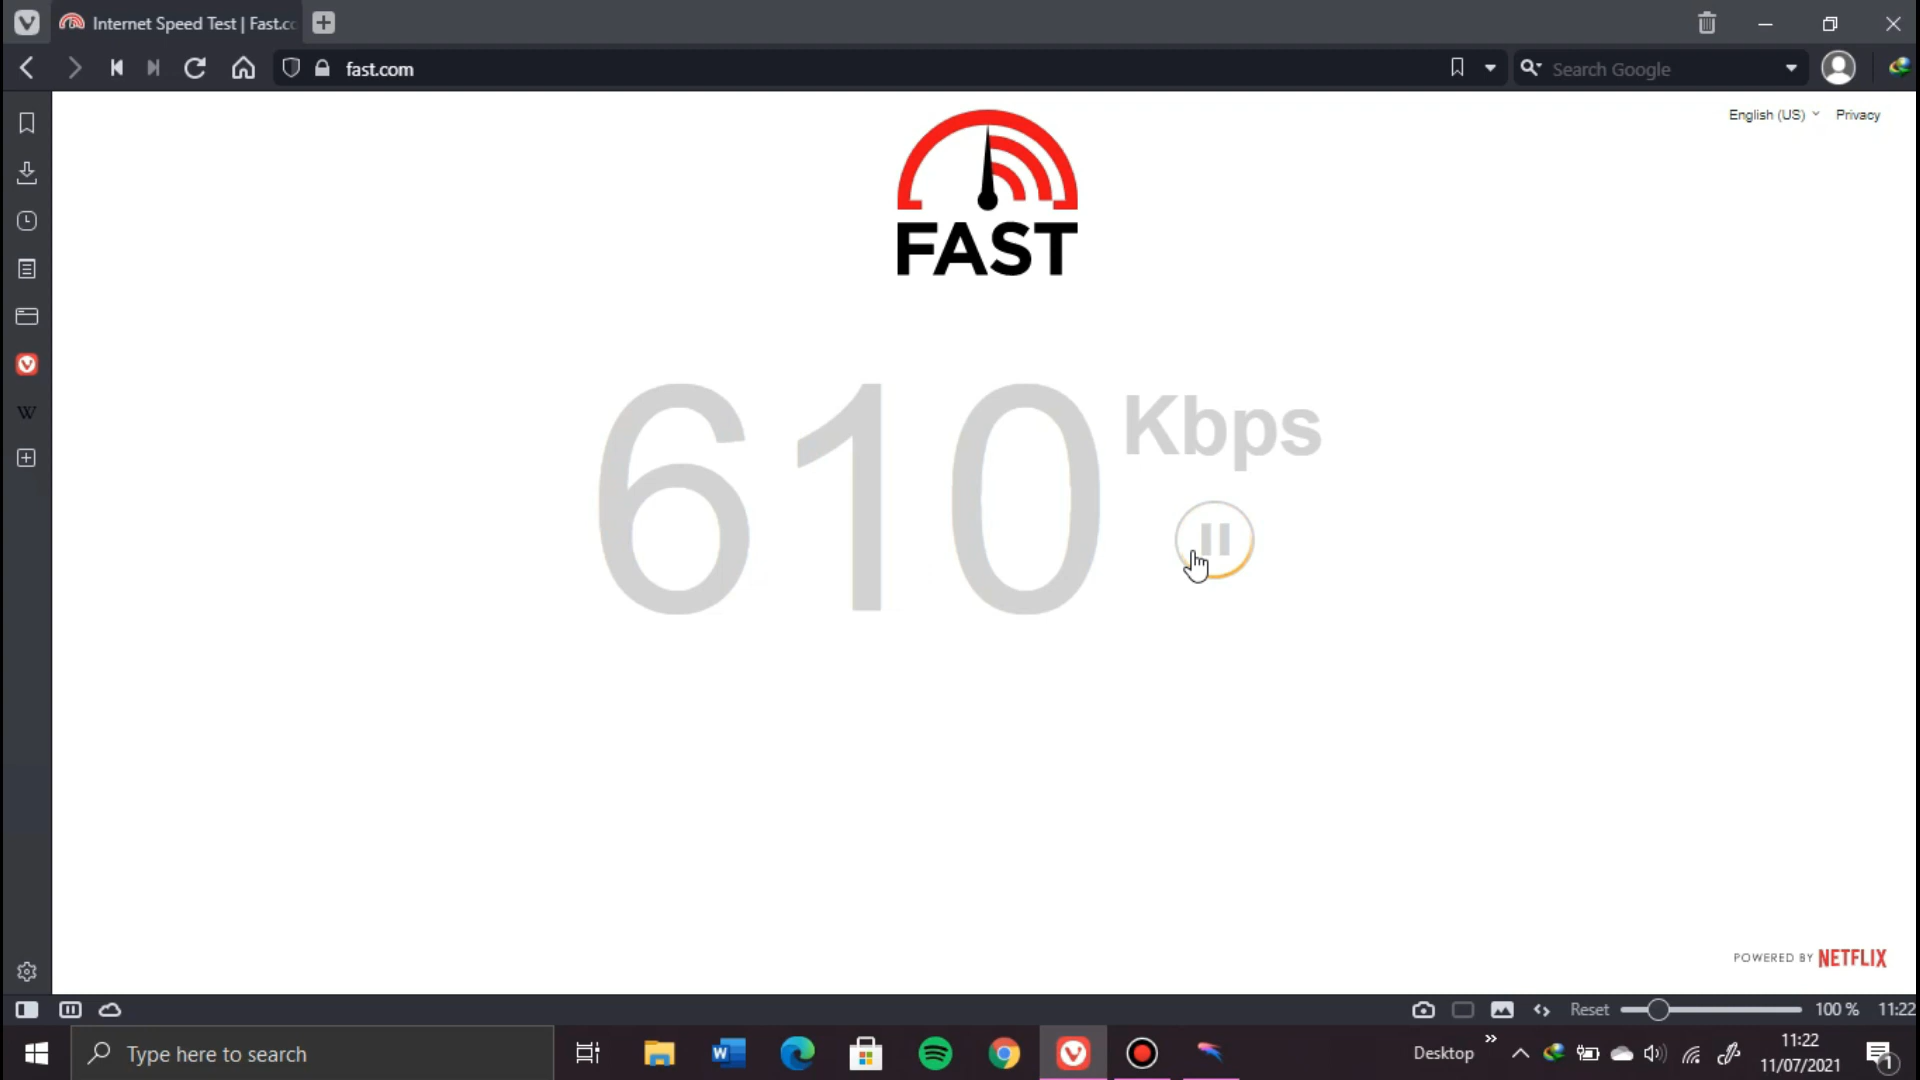 Internet Speed Test | Fast.cc
fast.com
Search Google
English (US) Privacy
FAST
610 Kbps
W
POWERED BY NETFLIX
Reset 100 % 11:22
Type here to search
Desktop
11:22
11/07/2021
1